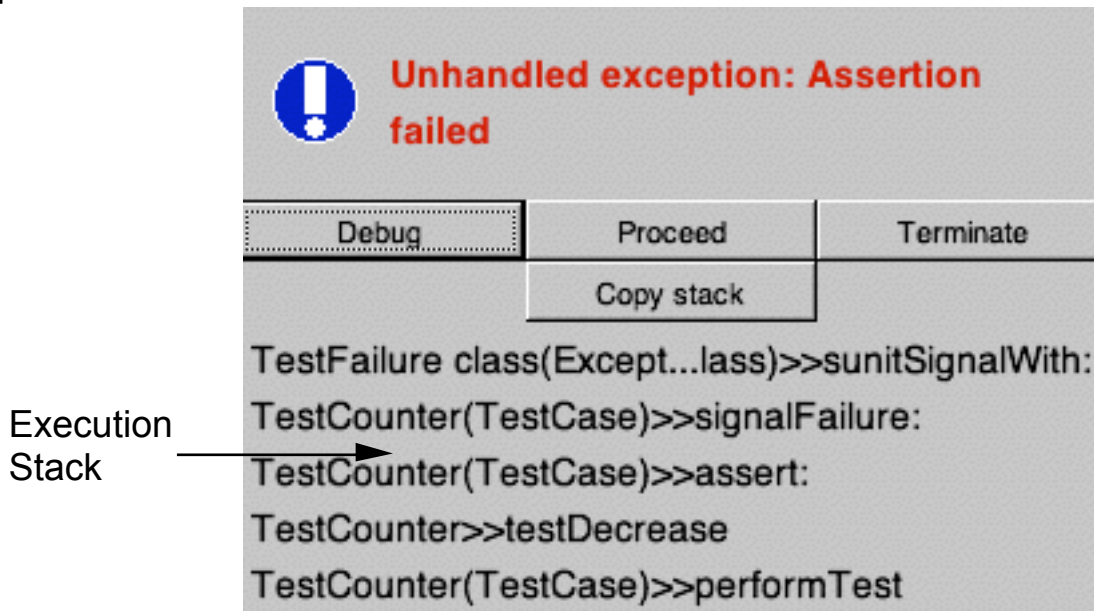 Unhandled exception: Assertion
failed
Debug
Proceed
Terminate
Copy stack
TestFailure class(Except...lass)>>sunitSignalWith:
TestCounter(TestCase)>>signalFailure:
TestCounter(TestCase)>>assert:
TestCounter>>testDecrease
TestCounter(TestCase)>>performTest
Execution
Stack